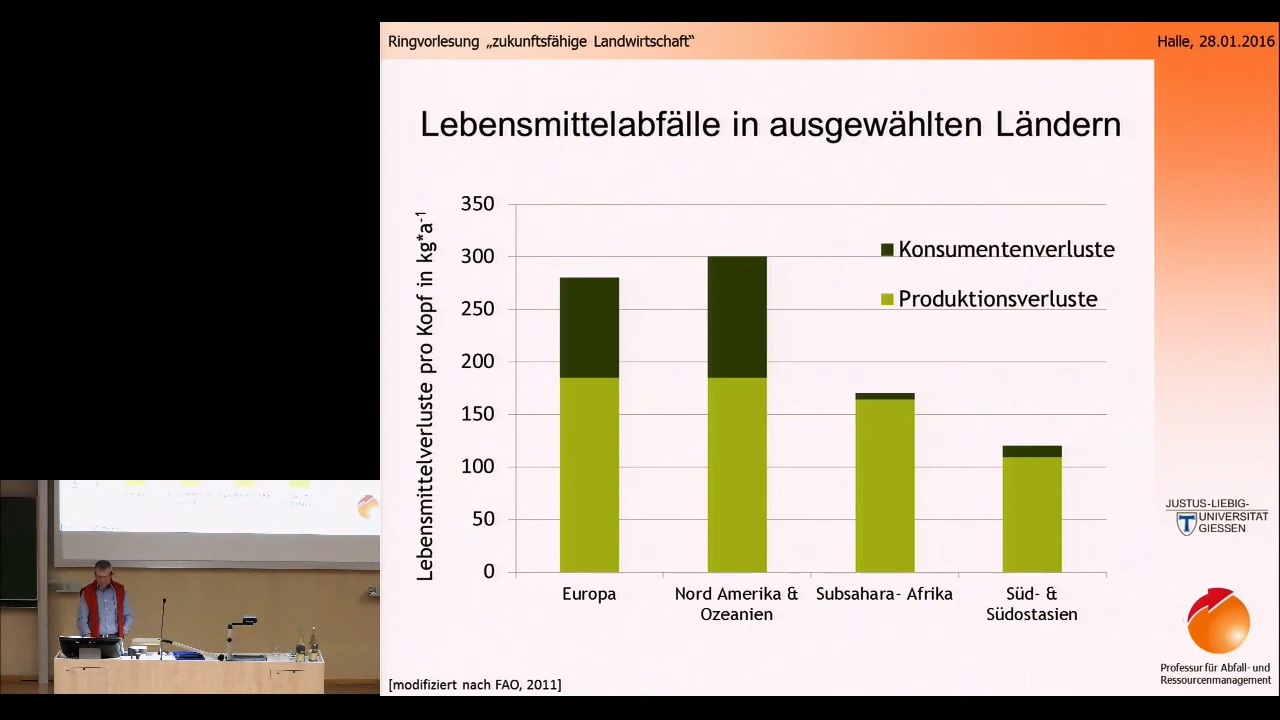 Ringvorlesung „zukunftsfähige Landwirtschaft“
Halle, 28.01.2016
Lebensmittelabfälle in ausgewählten Ländern
Lebensmittelverluste pro Kopf in kg*a⁻¹
350
300
250
200
150
100
50
0
Konsumentenverluste
Produktionsverluste
Europa
Nord Amerika &
Ozeanien
Subsahara- Afrika
Süd- &
Südostasien
JUSTUS-LIEBIG-
UNIVERSITÄT
GIESSEN
Professur für Abfall- und
Ressourcenmanagement
[modifiziert nach FAO, 2011]